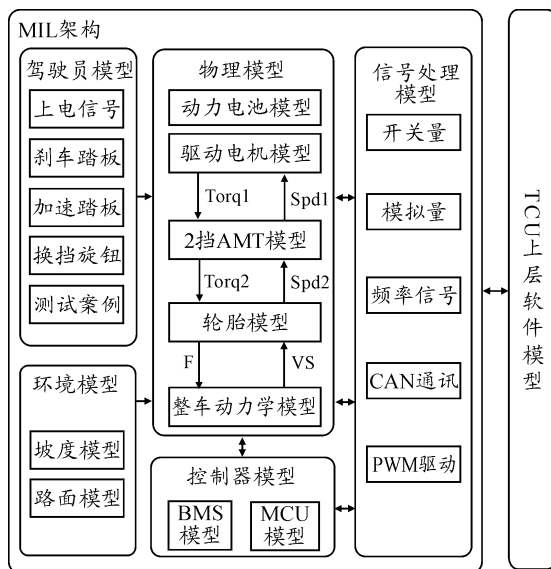 MIL架构
驾驶员模型
上电信号
刹车踏板
加速踏板
换挡旋钮
测试案例
环境模型
坡度模型
路面模型
物理模型
动力电池模型
驱动电机模型
Torq1
Spd1
2挡AMT模型
Torq2
Spd2
轮胎模型
F
VS
整车动力学模型
控制器模型
BMS
模型
MCU
模型
信号处理
模型
开关量
模拟量
频率信号
CAN通讯
PWM驱动
TCU上层软件模型